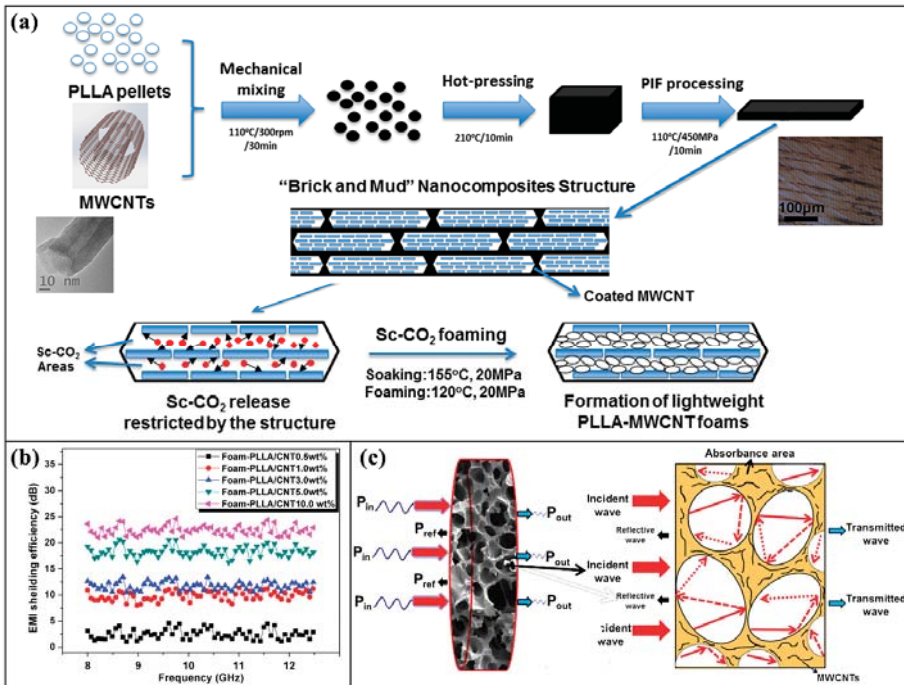 (a)
PLLA pellets
MWCNTs
10 nm
Mechanical
mixing
110°C/300rpm
/30min
Hot-pressing
210°C/10min
PIF processing
110°C/450MPa
/10min
100μm
"Brick and Mud" Nanocomposites Structure
Coated MWCNT
Sc-CO₂
Areas
Sc-CO₂ release
restricted by the structure
Sc-CO₂ foaming
Soaking:155°C, 20MPa
Foaming:120°C, 20MPa
Formation of lightweight
PLLA-MWCNT foams
(b)
EMI sheilding efficiency (dB)
35
30
25
20
15
10
5
0
Foam-PLLA/CNT0.5wt%
Foam-PLLA/CNT1.0wt%
Foam-PLLA/CNT3.0wt%
Foam-PLLA/CNT5.0wt%
Foam-PLLA/CNT10.0 wt%
8 9 10 11 12
Frequency (GHz)
(c)
Pin
Pref
Pin
Pref
Pin
Pout
Pout
Pout
Absorbance area
Incident
wave
Reflective
wave
Incident
wave
Reflective
wave
cident
wave
Transmitted
wave
Transmitted
wave
MWCNTs